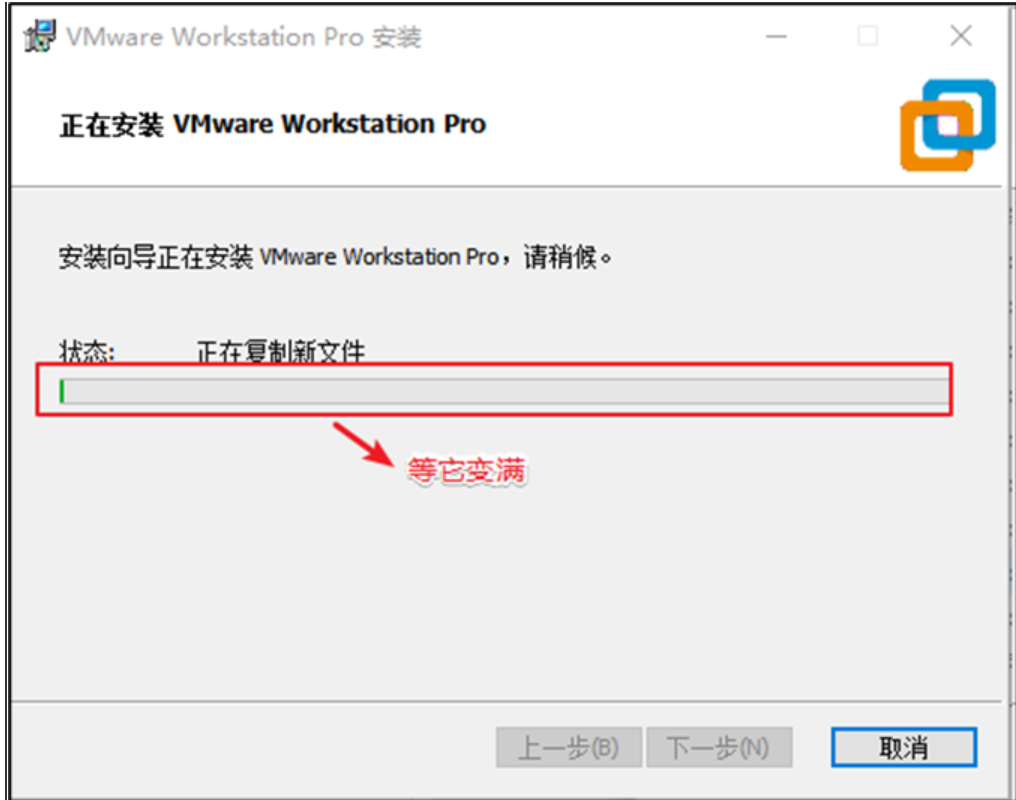 VMware Workstation Pro 安装
正在安装 VMware Workstation Pro
安装向导正在安装 VMware Workstation Pro，请稍候。
状态: 正在复制新文件
等它变满
上一步(B) 下一步(N) 取消